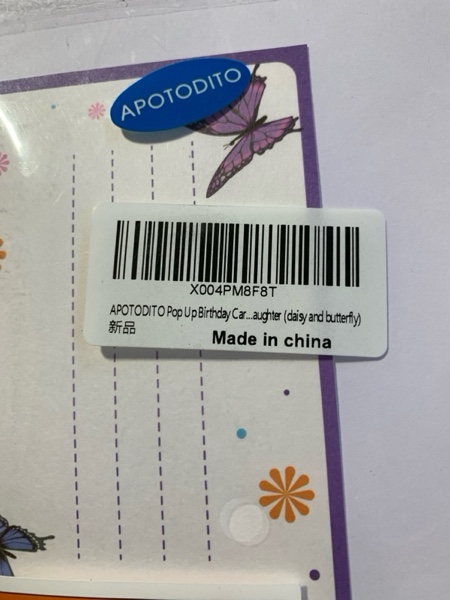 APOTODITO
X004PM8F8T
APOTODITO Pop Up Birthday Car...aughter (daisy and butterfly)
新品
Made in china